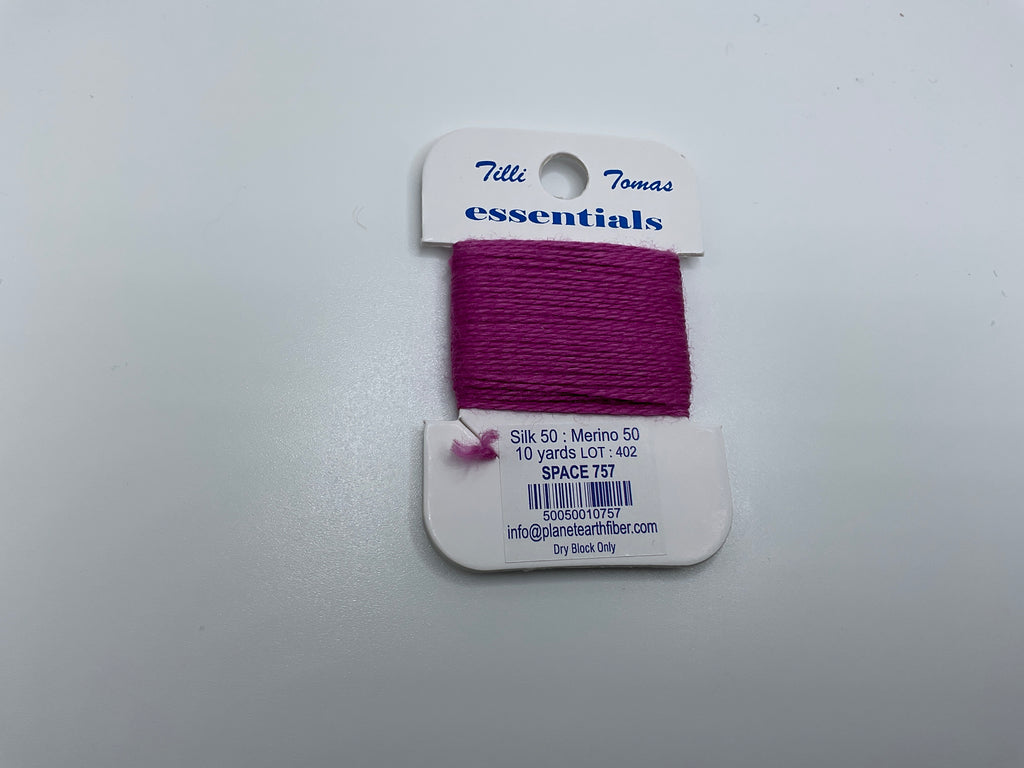 Tilli Tomas
essentials
Silk 50 : Merino 50
10 yards LOT : 402
SPACE 757
50050010757
info@planetearthfiber.com
Dry Block Only